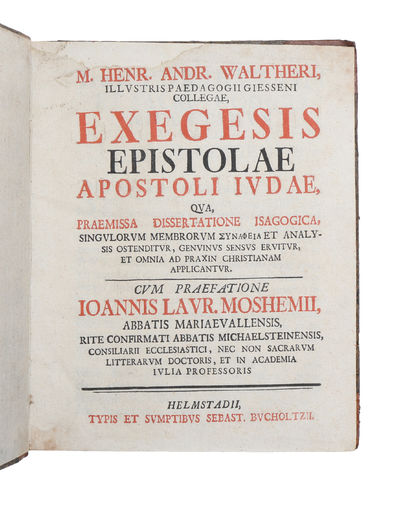 M. HENR. ANDR. WALTHERI,
ILLVSTRIS PAEDAGOGII GIESSENI
COLLEGAE,
EXEGESIS
EPISTOLAE
APOSTOLI IVDAE,
QVA,
PRAEMISSA DISSERTATIONE ISAGOGICA,
SINGVLORVM MEMBRORVM ΣΥΝΑΦΕΙΑ ET ANALY-
SIS OSTENDITVR, GENVINVS SENSVS ERVITVR,
ET OMNIA AD PRAXIN CHRISTIANAM
APPLICANTVR.
CVM PRAEFATIONE
IOANNIS LAVR. MOSHEMII,
ABBATIS MARIAEVALLENSIS,
RITE CONFIRMATI ABBATIS MICHAELSTEINENSIS,
CONSILIARII ECCLESIASTICI, NEC NON SACRARVM
LITTERARVM DOCTORIS, ET IN ACADEMIA
IVLIA PROFESSORIS
HELMSTADII,
TYPIS ET SVMPTIBVS SEBAST. BVCHOLTZII.